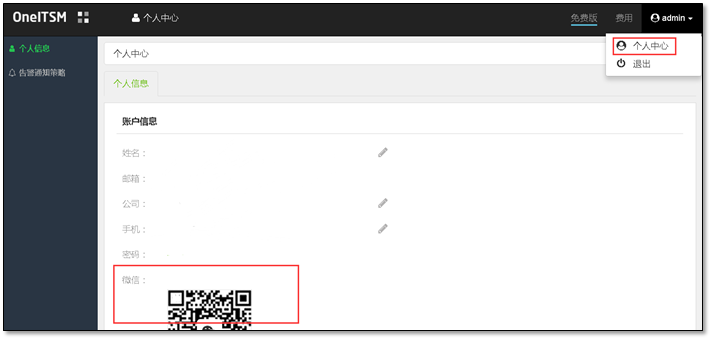 OneITSM 个人中心 免费版 费用 admin
个人信息
告警通知策略
个人中心
个人中心
退出
个人信息
账户信息
姓名：
邮箱：
公司：
手机：
密码：
微信：